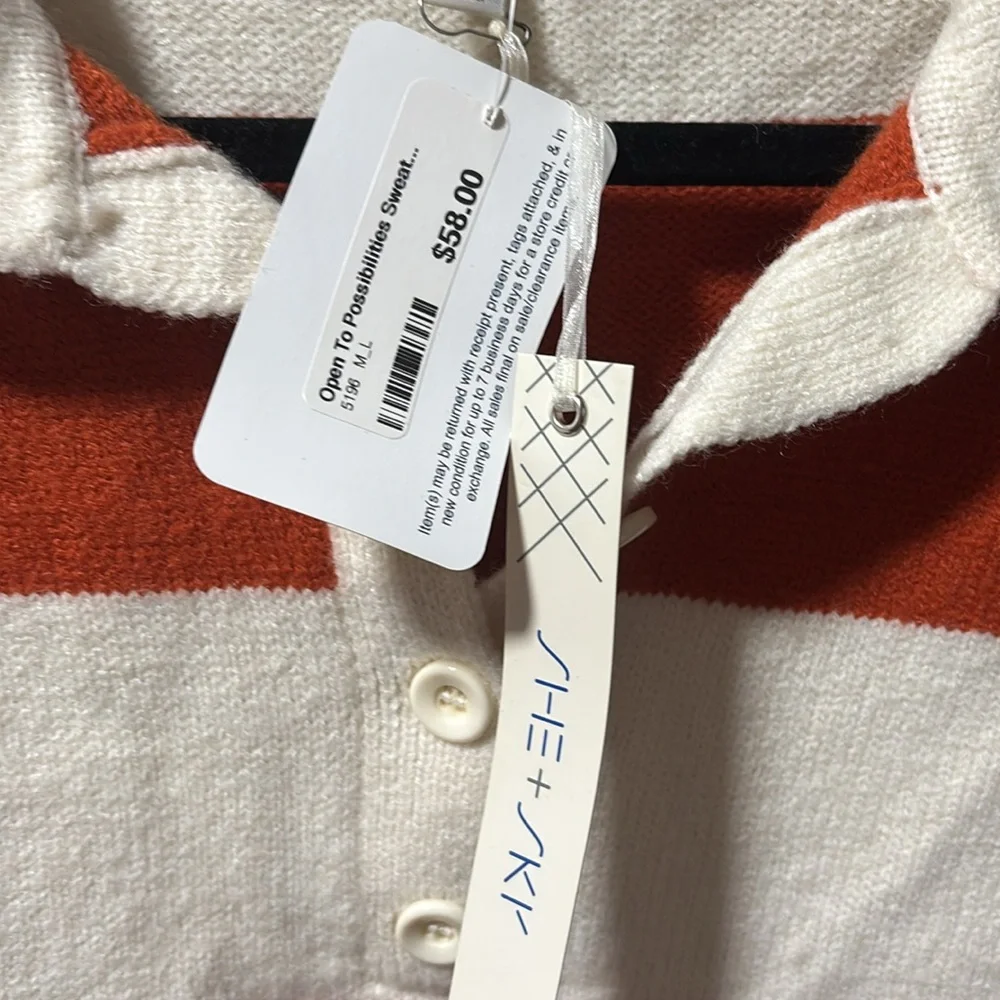 Open To Possibilities Sweat...
5196 M_L
$58.00
Item(s) may be returned with receipt present, tags attached, & in
new condition for up to 7 business days for a store credit or
exchange. All sales final on sale/clearance item
SHE+SKY